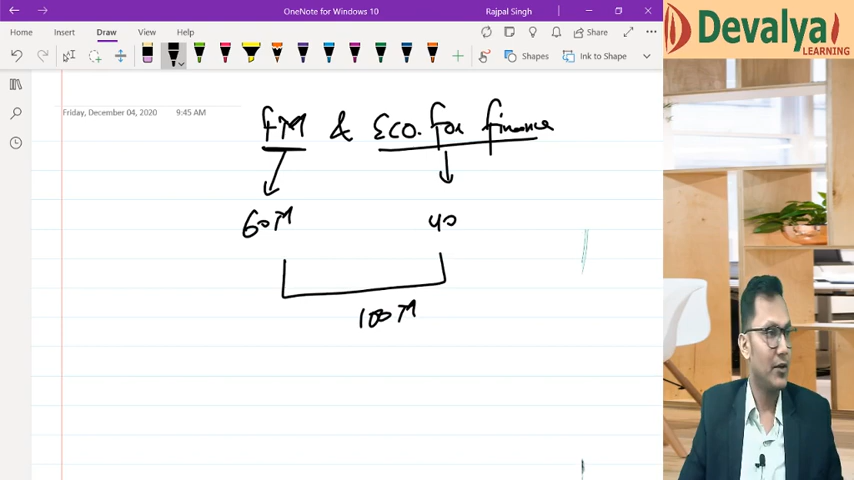 OneNote for Windows 10
Rajpal Singh
Home Insert Draw View Help
Share
Shapes
Ink to Shape
Devalya
LEARNING
Friday, December 04, 2020 9:45 AM
FM & Eco. for finance
60M 40
100M